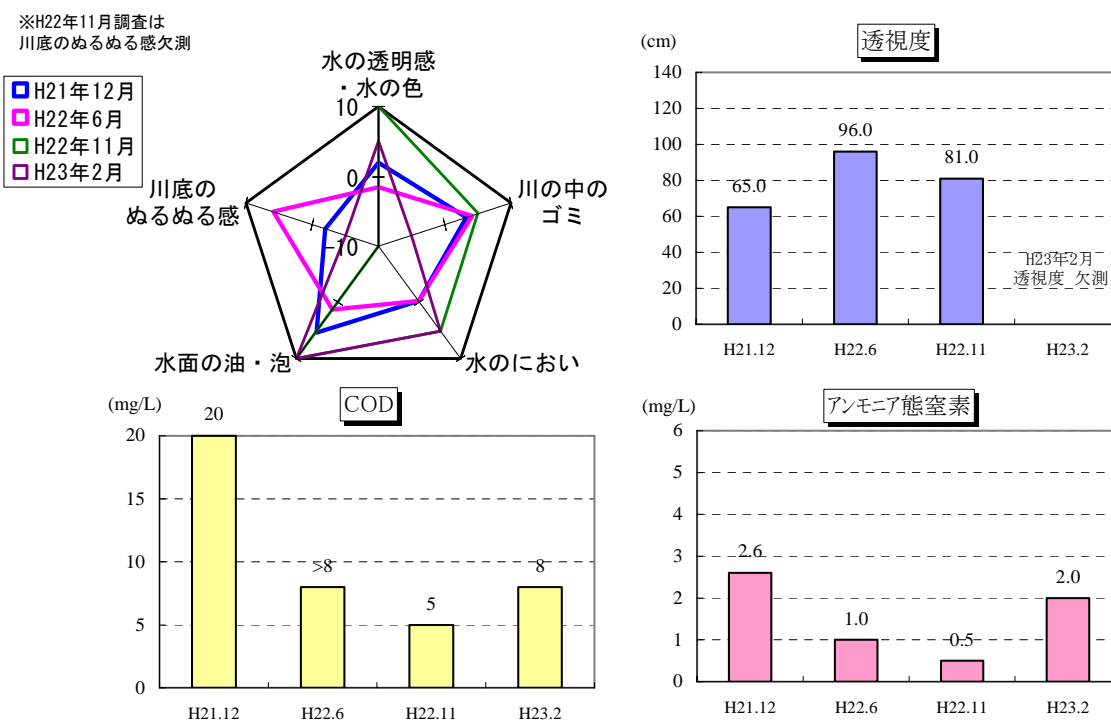 ※H22年11月調査は
川底のぬるぬる感欠測
H21年12月
H22年6月
H22年11月
H23年2月
水の透明感
・水の色
10
0
-10
川の中の
ゴミ
水のにおい
水面の油・泡
川底の
ぬるぬる感
(cm)
透視度
140
120
100
80
60
40
20
0
65.0
96.0
81.0
H23年2月
透視度 欠測
H21.12
H22.6
H22.11
H23.2
(mg/L)
COD
20
15
10
5
0
20
>8
5
8
H21.12
H22.6
H22.11
H23.2
(mg/L)
アンモニア態窒素
6
5
4
3
2
1
0
2.6
1.0
0.5
2.0
H21.12
H22.6
H22.11
H23.2